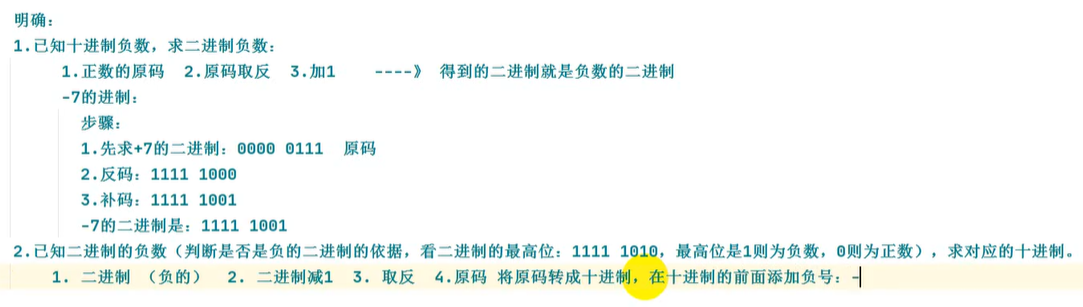 明确：
1.已知十进制负数，求二进制负数：
1.正数的原码  2.原码取反  3.加1    ----》 得到的二进制就是负数的二进制
-7的进制：
步骤：
1.先求+7的二进制：0000 0111  原码
2.反码：1111 1000
3.补码：1111 1001
-7的二进制是：1111 1001
2.已知二进制的负数（判断是否是负的二进制的依据，看二进制的最高位：1111 1010，最高位是1则为负数，0则为正数），求对应的十进制。
1. 二进制 （负的）  2. 二进制减1  3. 取反  4.原码 将原码转成十进制，在十进制的前面添加负号：-